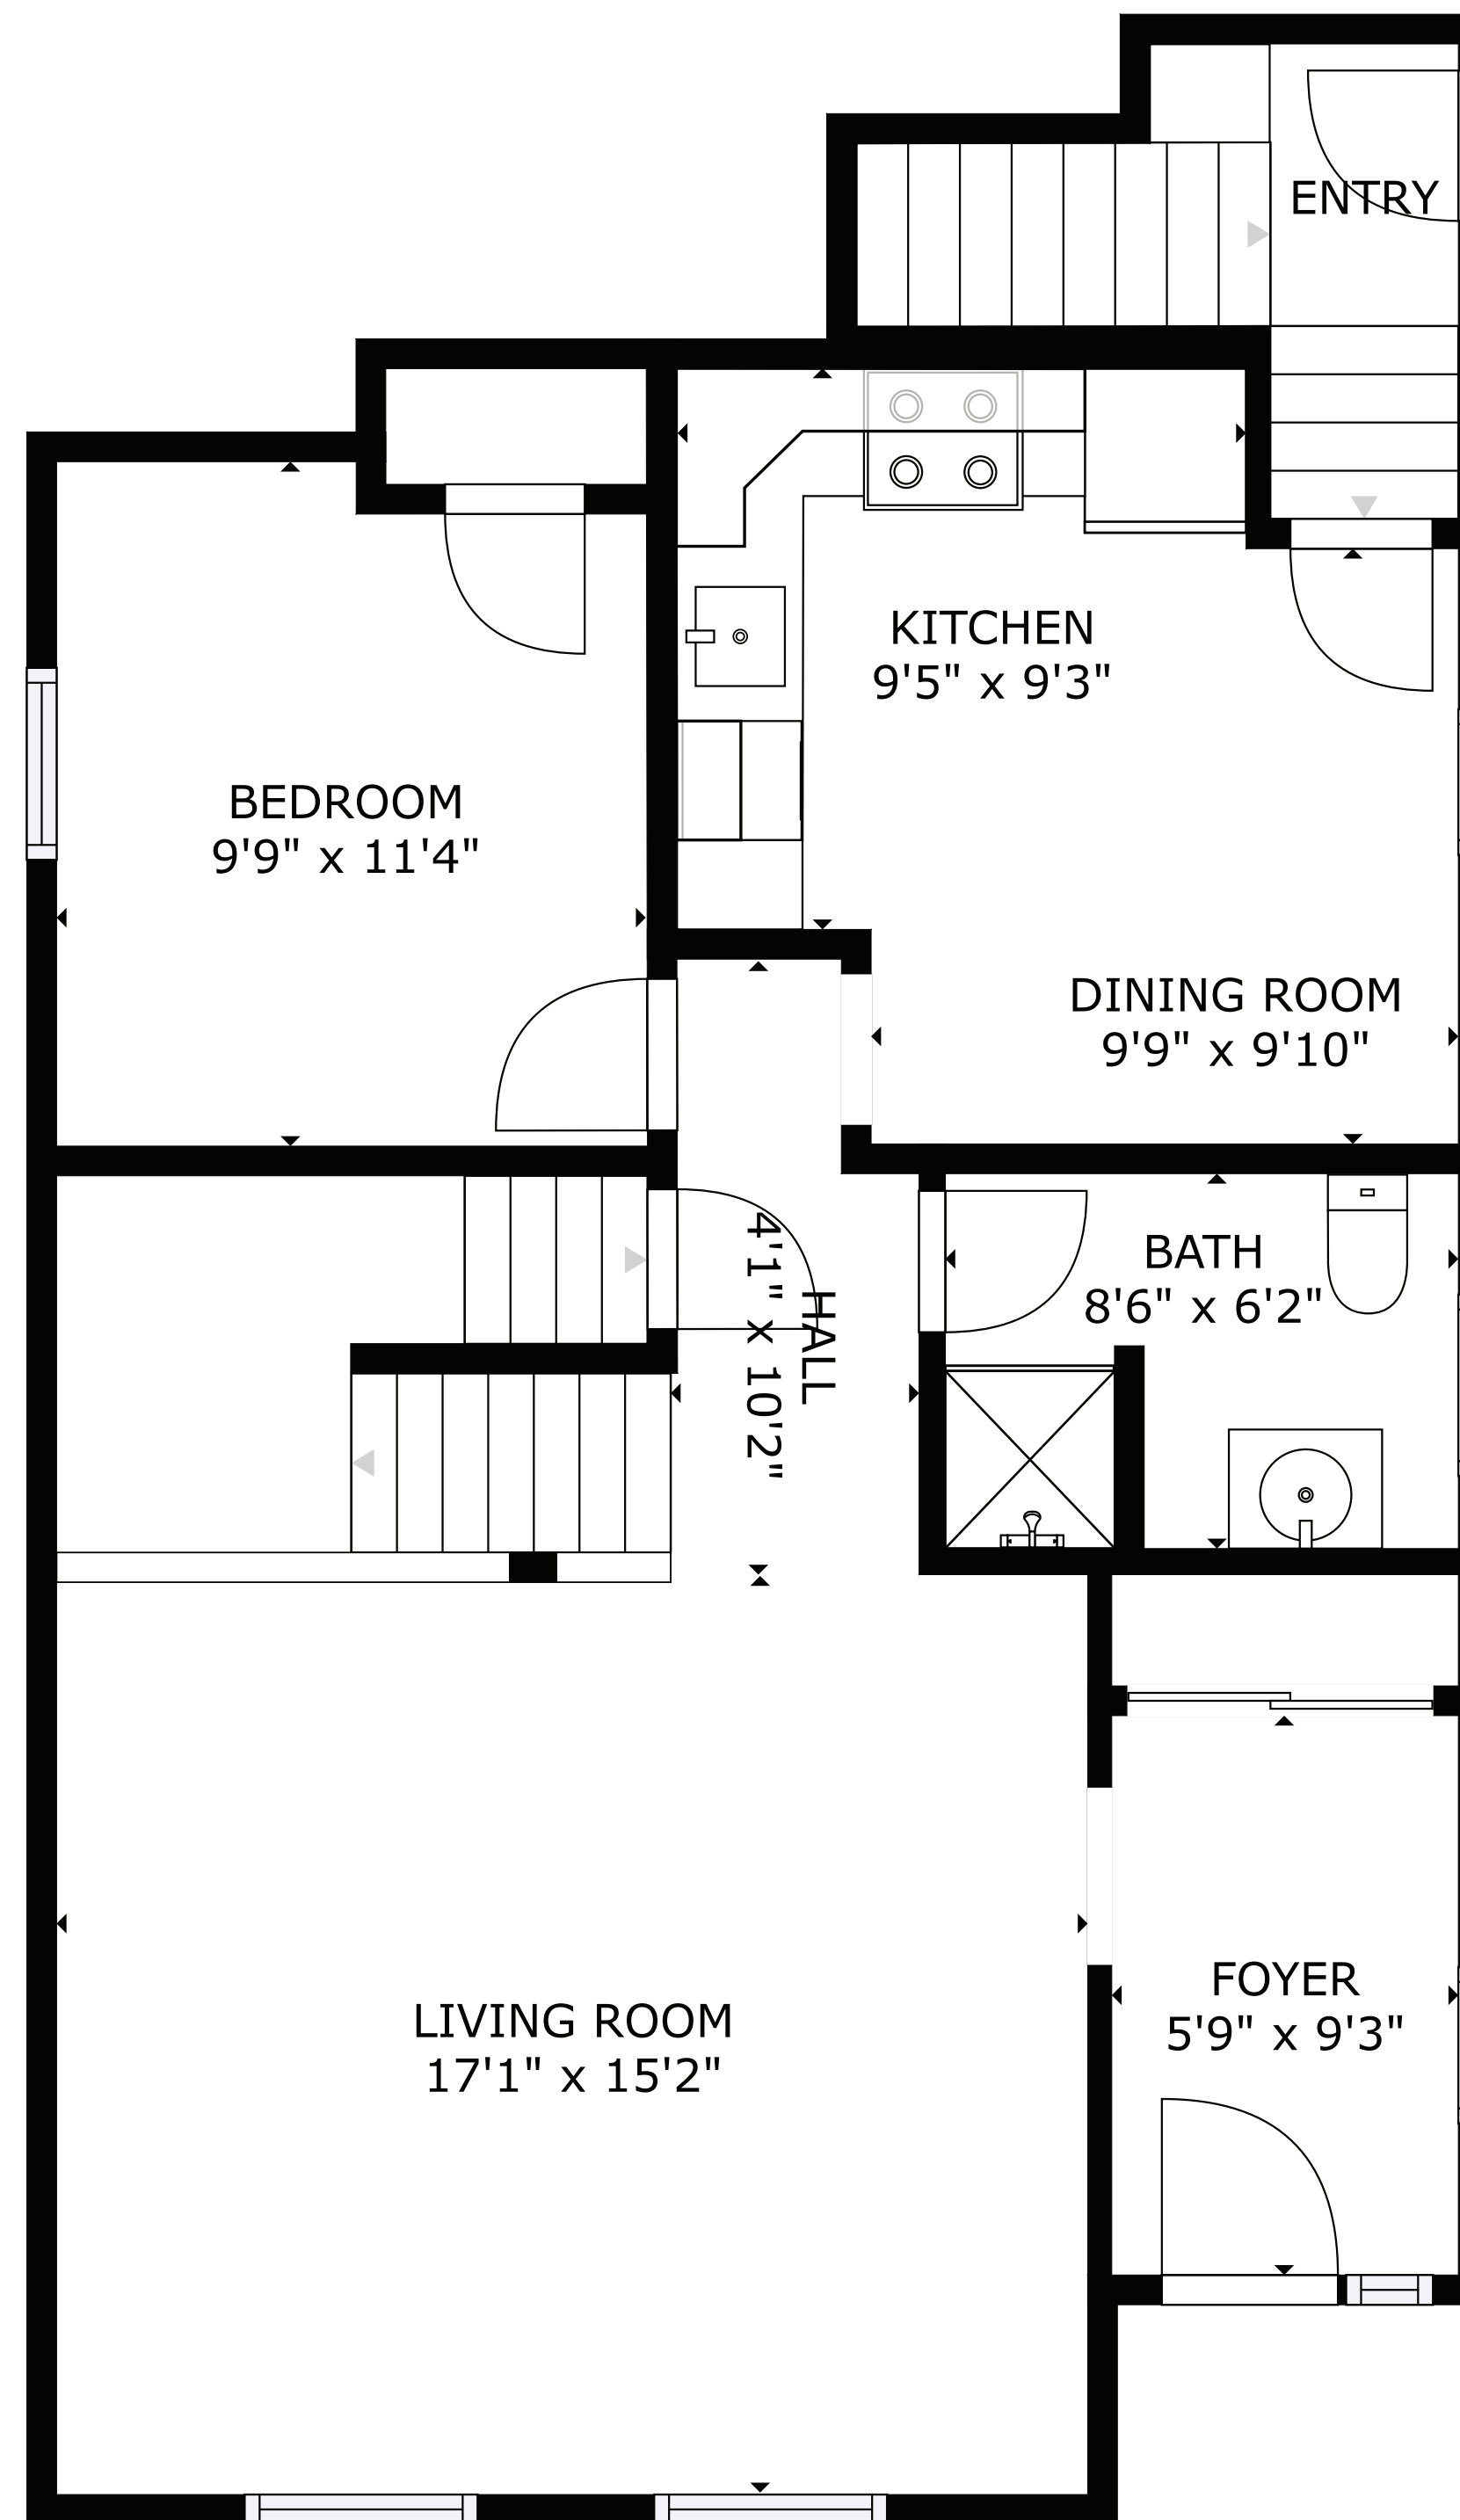 ENTRY
KITCHEN
9'5" x 9'3"
BEDROOM
9'9" x 11'4"
DINING ROOM
9'9" x 9'10"
HALL
4'1" x 10'2"
BATH
8'6" x 6'2"
FOYER
5'9" x 9'3"
LIVING ROOM
17'1" x 15'2"